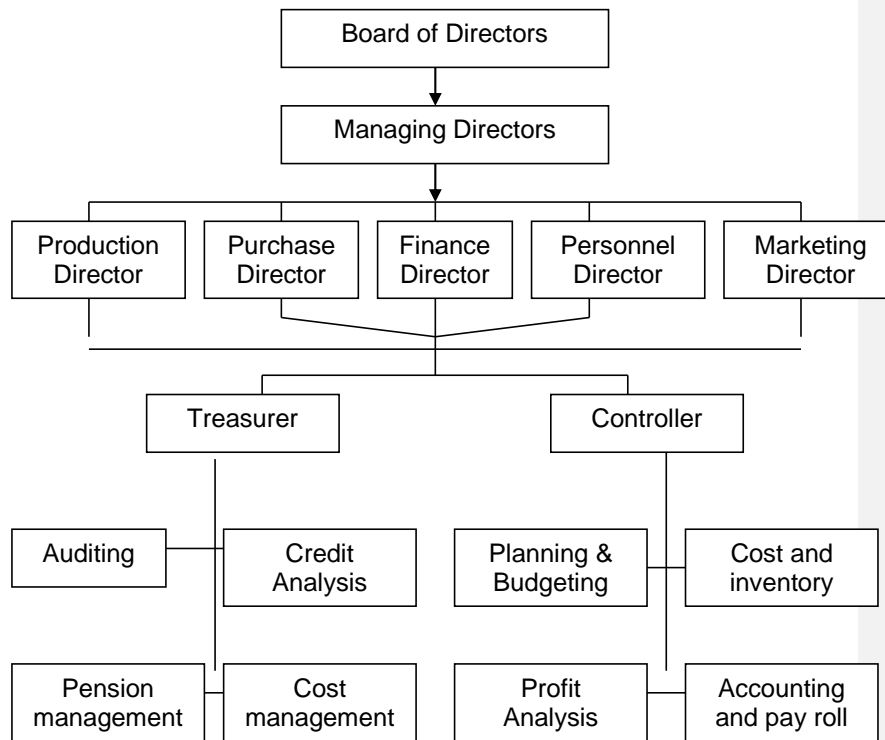 Board of Directors
Managing Directors
Production
Director
Purchase
Director
Finance
Director
Personnel
Director
Marketing
Director
Treasurer
Controller
Auditing
Credit
Analysis
Planning &
Budgeting
Cost and
inventory
Pension
management
Cost
management
Profit
Analysis
Accounting
and pay roll